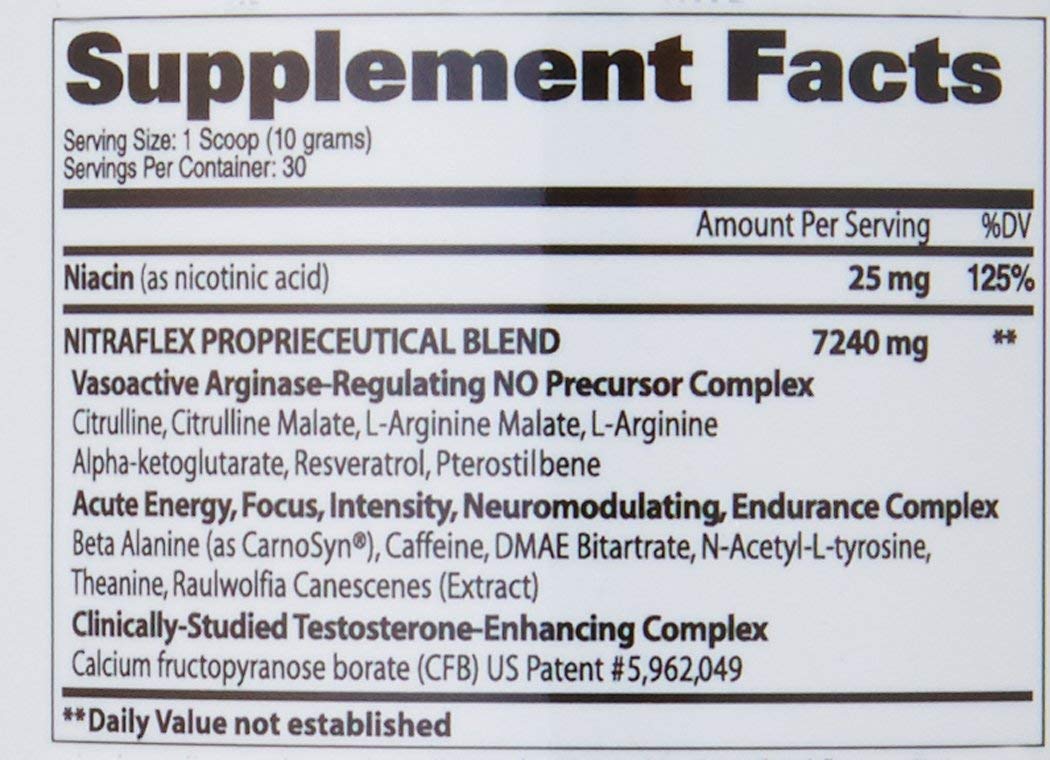 Supplement Facts
Serving Size: 1 Scoop (10 grams)
Servings Per Container: 30
Amount Per Serving %DV
Niacin (as nicotinic acid) 25 mg 125%
NITRAFLEX PROPRIECEUTICAL BLEND 7240 mg **
Vasoactive Arginase-Regulating NO Precursor Complex
Citrulline, Citrulline Malate, L-Arginine Malate, L-Arginine
Alpha-ketoglutarate, Resveratrol, Pterostilbene
Acute Energy, Focus, Intensity, Neuromodulating, Endurance Complex
Beta Alanine (as CarnoSyn®), Caffeine, DMAE Bitartrate, N-Acetyl-L-tyrosine,
Theanine, Raulwolfia Canescenes (Extract)
Clinically-Studied Testosterone-Enhancing Complex
Calcium fructopyranose borate (CFB) US Patent #5,962,049
**Daily Value not established